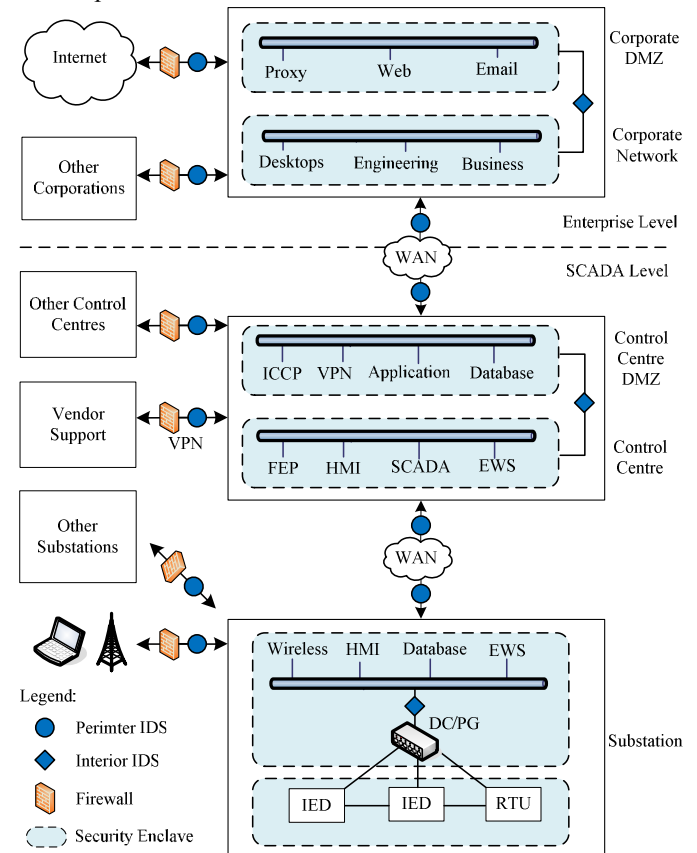 Internet
Proxy
Web
Email
Corporate
DMZ
Other
Corporations
Desktops
Engineering
Business
Corporate
Network
Enterprise Level
WAN
SCADA Level
Other Control
Centres
ICCP
VPN
Application
Database
Control
Centre
DMZ
Vendor
Support
VPN
FEP
HMI
SCADA
EWS
Control
Centre
Other
Substations
WAN
Wireless
HMI
Database
EWS
DC/PG
Substation
IED
IED
RTU
Legend:
Perimter IDS
Interior IDS
Firewall
Security Enclave